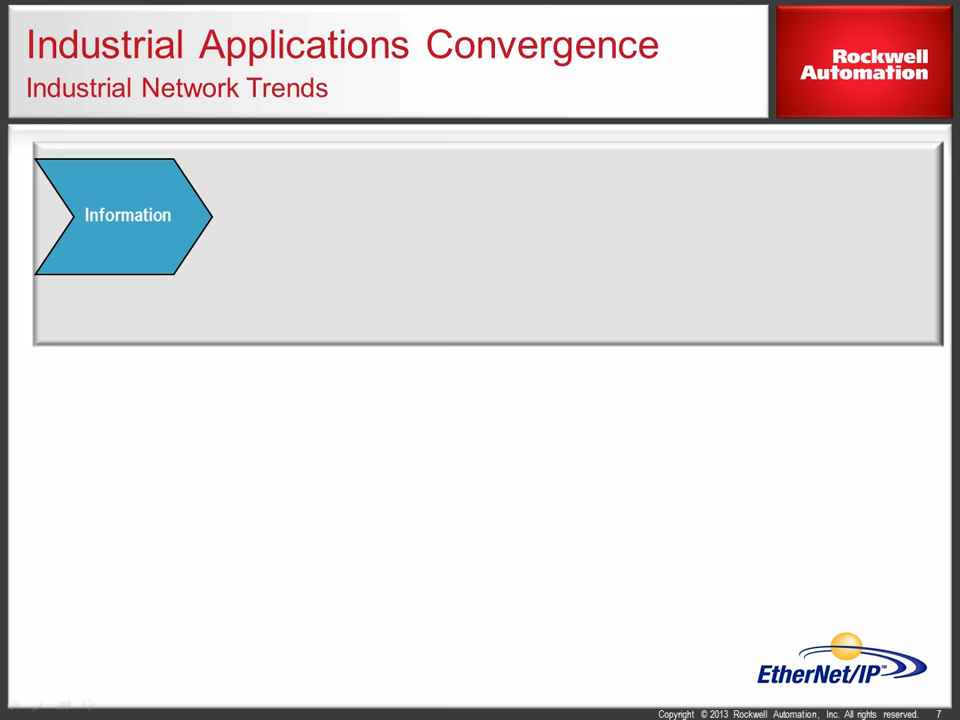 Industrial Applications Convergence
Industrial Network Trends
Rockwell
Automation
Information
EtherNet/IP™
Copyright © 2013 Rockwell Automation, Inc. All rights reserved. 7